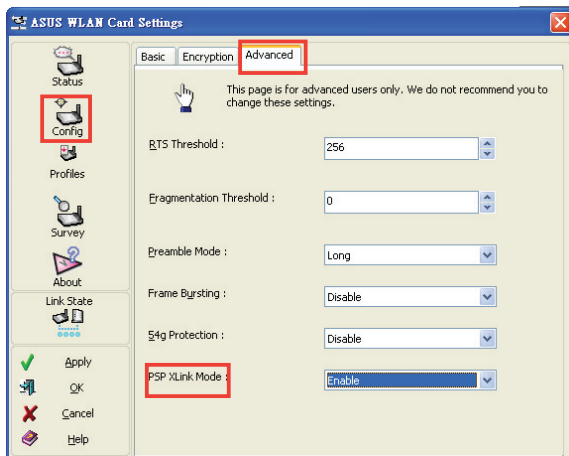 ASUS WLAN Card Settings
Status
Config
Profiles
Survey
About
Link State
Apply
OK
Cancel
Help
Basic Encryption Advanced
This page is for advanced users only. We do not recommend you to
change these settings.
RTS Threshold : 256
Fragmentation Threshold : 0
Preamble Mode : Long
Frame Bursting : Disable
54g Protection : Disable
PSP XLink Mode : Enable